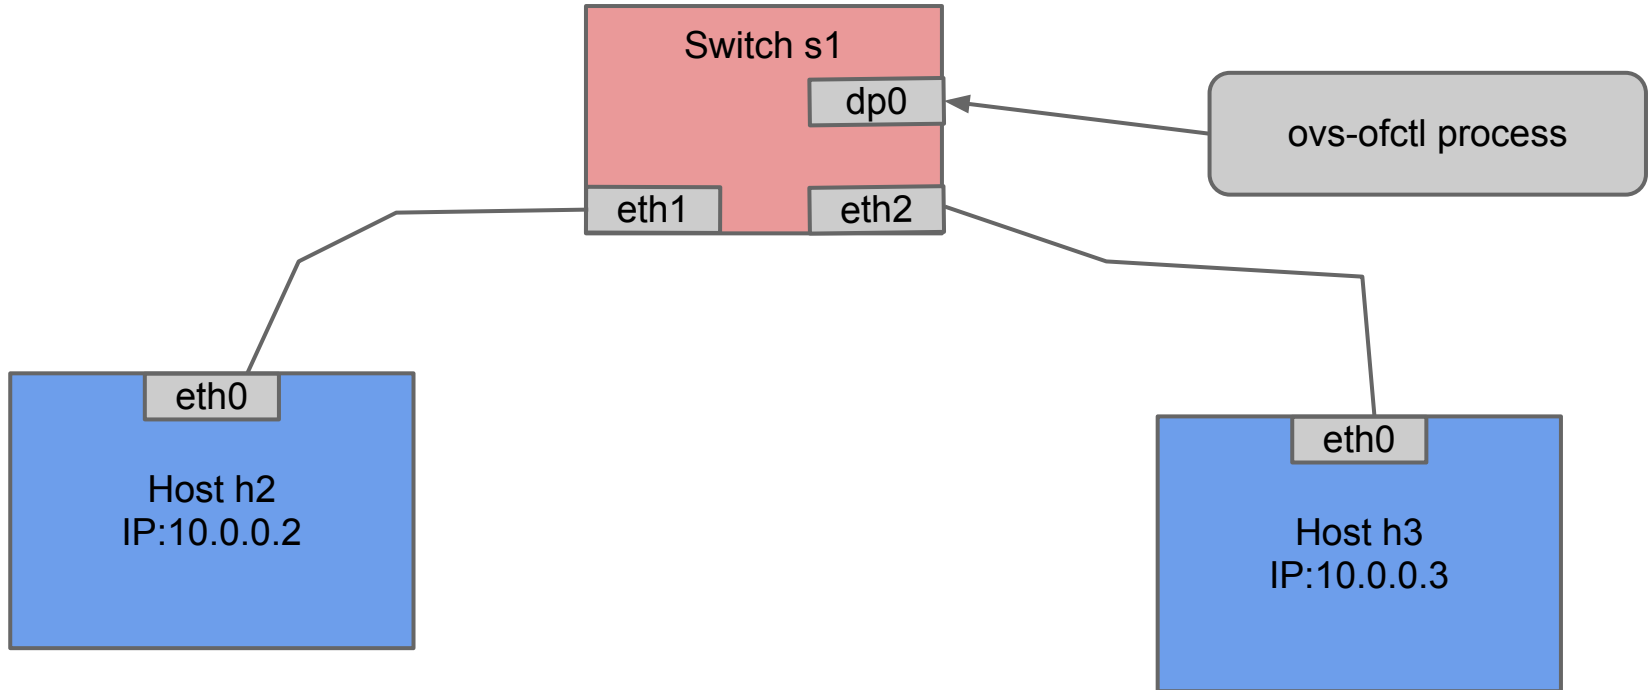 Switch s1
dp0
ovs-ofctl process
eth1
eth2
eth0
Host h2
IP:10.0.0.2
eth0
Host h3
IP:10.0.0.3